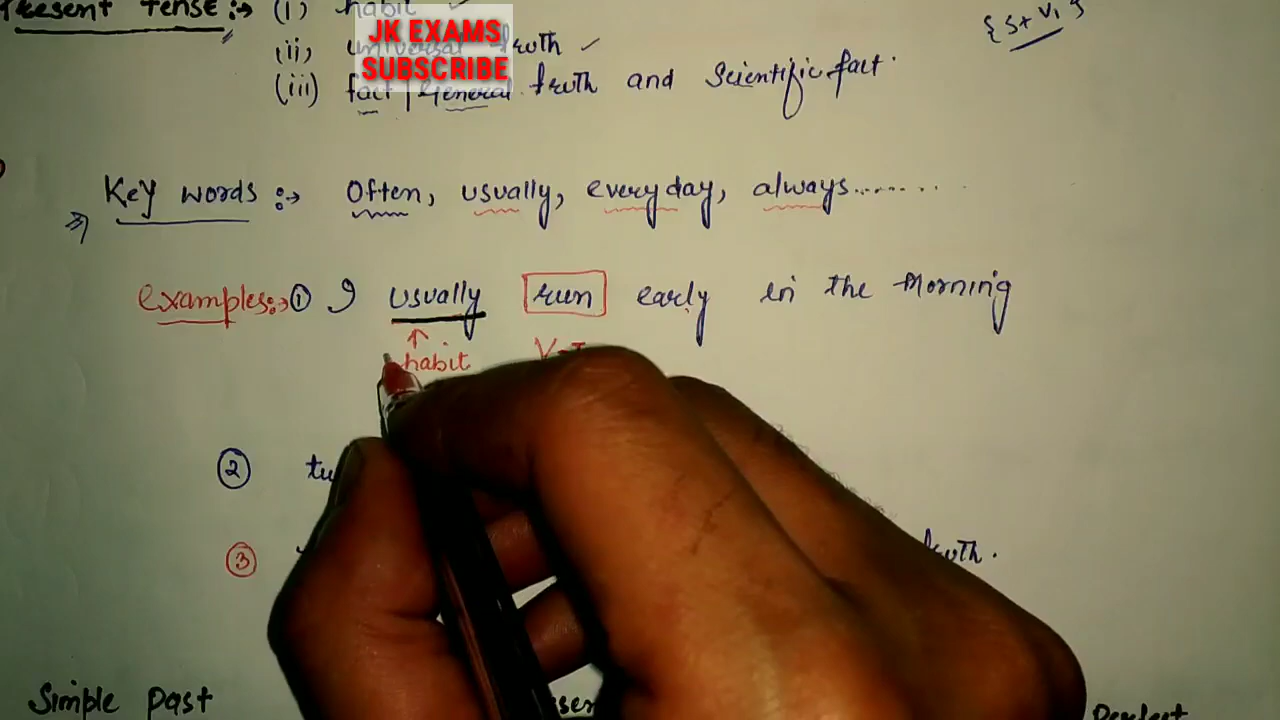 Present Tense :→ (i) habit ✓ {S+V₁}
JK EXAMS
(ii) universal truth ✓
SUBSCRIBE
(iii) fact | General truth and Scientific fact.
Key words :→ Often, usually, everyday, always........
examples:→ ① I usually run early in the Morning
↑
habit
②
③ truth.
Simple past